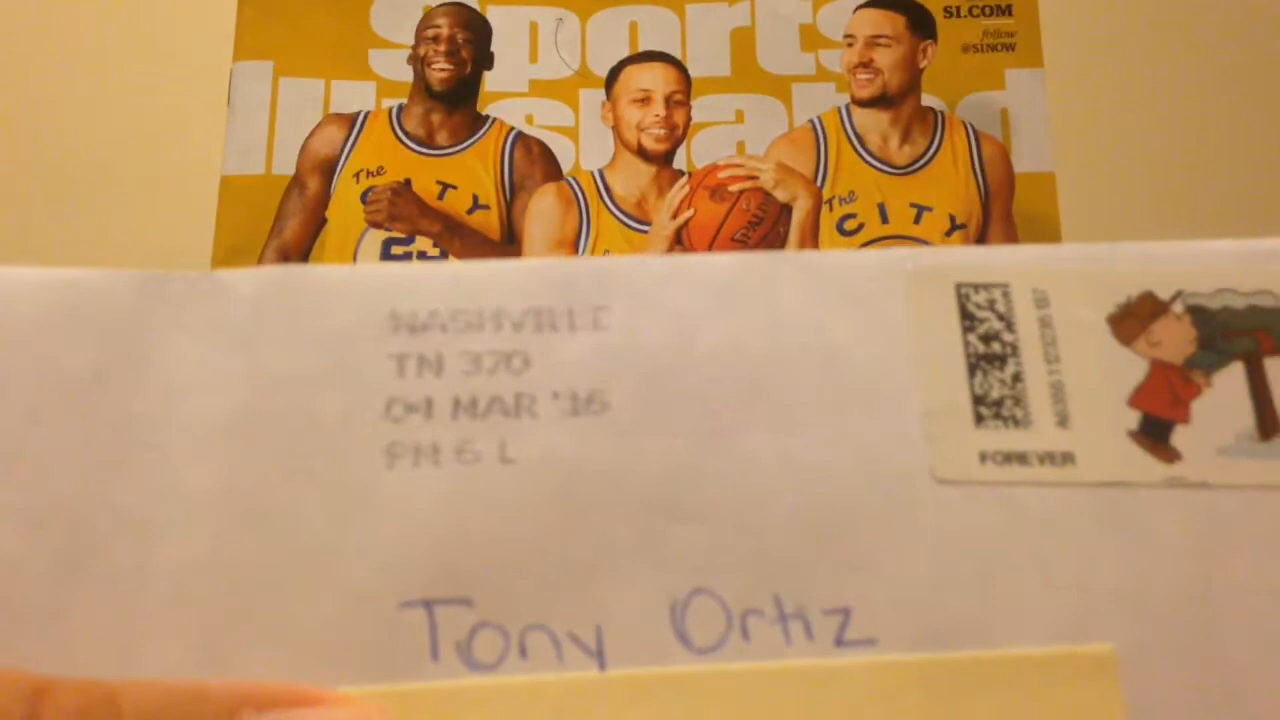 Sports
Illustrated
SI.COM
follow
@SINOW
The
CITY
23
SPALDING
The
CITY
NASHVILLE
TN 370
04 MAR '16
PM 6 L
FOREVER
Tony Ortiz